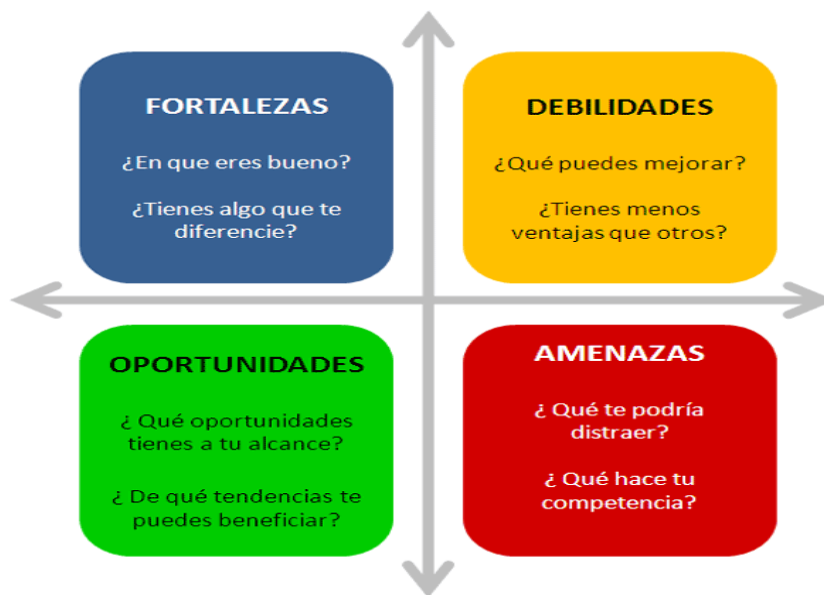 FORTALEZAS
¿En que eres bueno?
¿Tienes algo que te
diferencie?
DEBILIDADES
¿Qué puedes mejorar?
¿Tienes menos
ventajas que otros?
OPORTUNIDADES
¿ Qué oportunidades
tienes a tu alcance?
¿ De qué tendencias te
puedes beneficiar?
AMENAZAS
¿ Qué te podría
distraer?
¿ Qué hace tu
competencia?